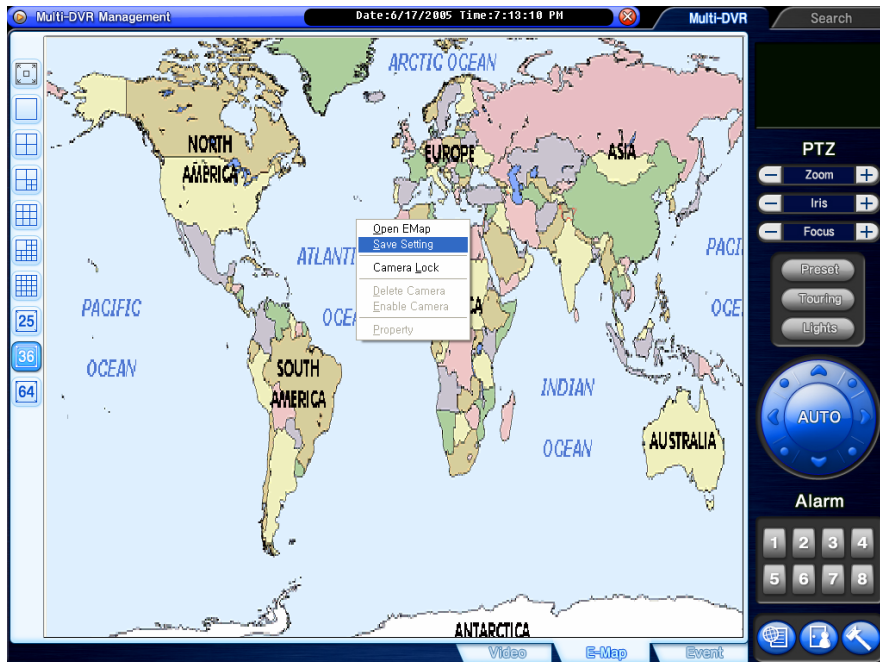 Multi-DVR Management
Date:6/17/2005 Time:7:13:10 PM
Multi-DVR
Search
ARCTIC OCEAN
NORTH
AMERICA
EUROPE
ASIA
PTZ
Zoom
Iris
Focus
Preset
Touring
Lights
Open EMap
Save Setting
Camera Lock
Delete Camera
Enable Camera
Property
ATLANTI
OCE
PACI
OCE
PACIFIC
OCEAN
25
36
64
SOUTH
AMERICA
INDIAN
OCEAN
AUSTRALIA
AUTO
Alarm
1 2 3 4
5 6 7 8
ANTARCTICA
Video
E-Map
Event